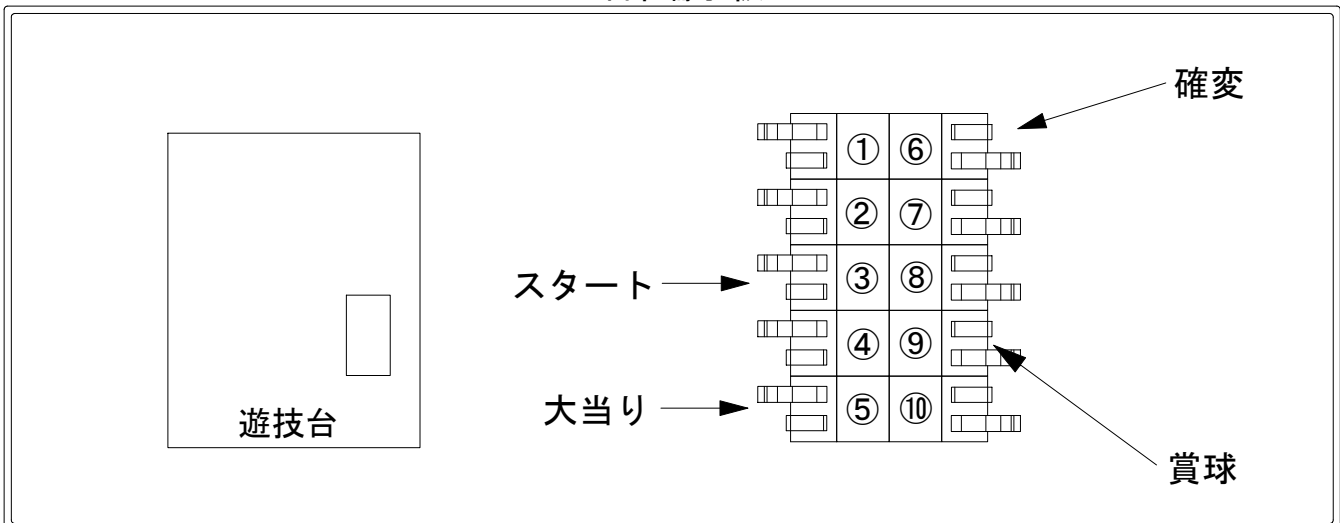 確変
① ⑥
② ⑦
スタート ③ ⑧
④ ⑨
大当り ⑤ ⑩
遊技台
賞球